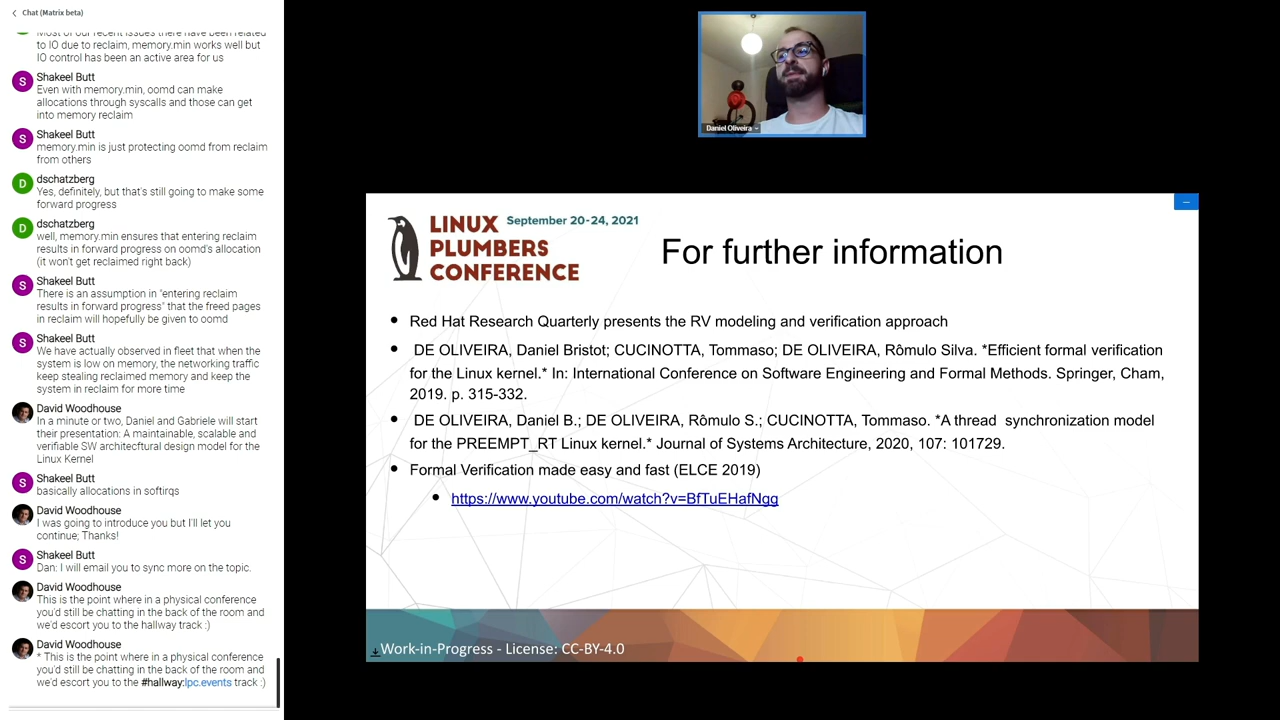 Chat (Matrix beta)
Most of our recent issues there have been related
to IO due to reclaim, memory.min works well but
IO control has been an active area for us
S
Shakeel Butt
Even with memory.min, oomd can make
allocations through syscalls and those can get
into memory reclaim
S
Shakeel Butt
memory.min is just protecting oomd from reclaim
from others
D
dschatzberg
Yes, definitely, but that's still going to make some
forward progress
D
dschatzberg
well, memory.min ensures that entering reclaim
results in forward progress on oomd's allocation
(it won't get reclaimed right back)
S
Shakeel Butt
There is an assumption in "entering reclaim
results in forward progress" that the freed pages
in reclaim will hopefully be given to oomd
S
Shakeel Butt
We have actually observed in fleet that when the
system is low on memory, the networking traffic
keep stealing reclaimed memory and keep the
system in reclaim for more time
David Woodhouse
In a minute or two, Daniel and Gabriele will start
their presentation: A maintainable, scalable and
verifiable SW architecftural design model for the
Linux Kernel
S
Shakeel Butt
basically allocations in softirqs
David Woodhouse
I was going to introduce you but I'll let you
continue; Thanks!
S
Shakeel Butt
Dan: I will email you to sync more on the topic.
David Woodhouse
This is the point where in a physical conference
you'd still be chatting in the back of the room and
we'd escort you to the hallway track :)
David Woodhouse
* This is the point where in a physical conference
you'd still be chatting in the back of the room and
we'd escort you to the #hallway:lpc.events track :)
Daniel Oliveira
LINUX September 20-24, 2021
PLUMBERS
CONFERENCE
For further information
• Red Hat Research Quarterly presents the RV modeling and verification approach
• DE OLIVEIRA, Daniel Bristot; CUCINOTTA, Tommaso; DE OLIVEIRA, Rômulo Silva. *Efficient formal verification
for the Linux kernel.* In: International Conference on Software Engineering and Formal Methods. Springer, Cham,
2019. p. 315-332.
• DE OLIVEIRA, Daniel B.; DE OLIVEIRA, Rômulo S.; CUCINOTTA, Tommaso. *A thread synchronization model
for the PREEMPT_RT Linux kernel.* Journal of Systems Architecture, 2020, 107: 101729.
• Formal Verification made easy and fast (ELCE 2019)
• https://www.youtube.com/watch?v=BfTuEHafNgg
Work-in-Progress - License: CC-BY-4.0